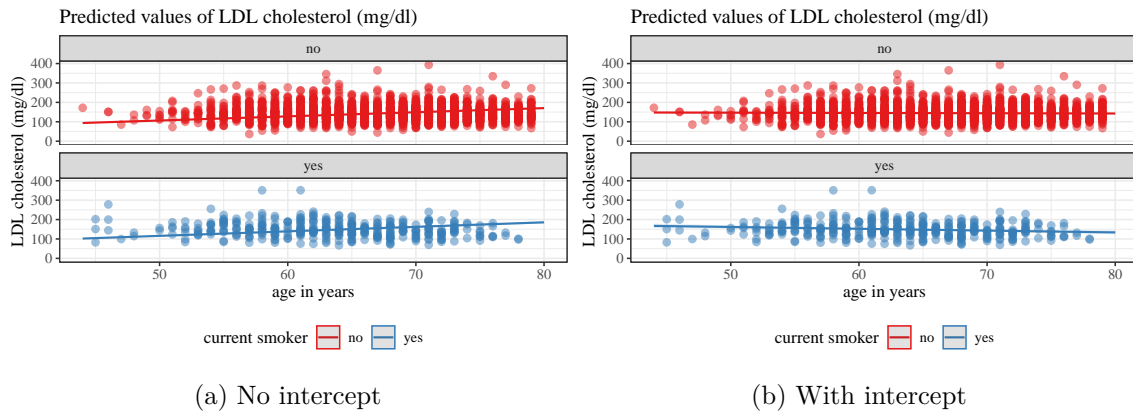 Predicted values of LDL cholesterol (mg/dl)
no
400
300
200
100
0
yes
400
300
200
100
0
LDL cholesterol (mg/dl)
50
60
70
80
age in years
current smoker no yes
(a) No intercept
Predicted values of LDL cholesterol (mg/dl)
no
400
300
200
100
0
yes
400
300
200
100
0
LDL cholesterol (mg/dl)
50
60
70
80
age in years
current smoker no yes
(b) With intercept